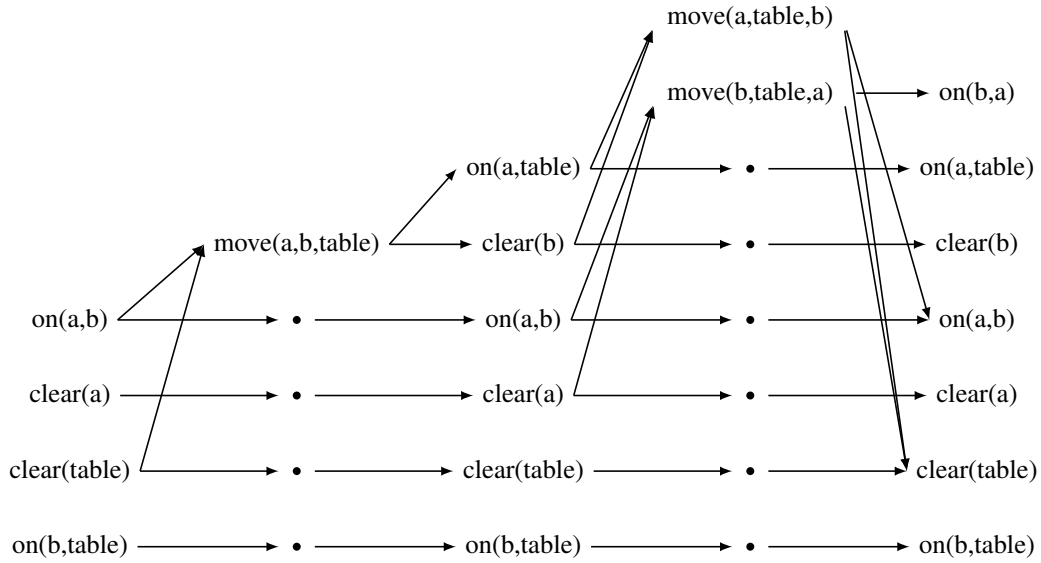 move(a,table,b)
move(b,table,a) on(b,a)
on(a,table) on(a,table)
move(a,b,table) clear(b) clear(b)
on(a,b) on(a,b) on(a,b)
clear(a) clear(a) clear(a)
clear(table) clear(table) clear(table)
on(b,table) on(b,table) on(b,table)